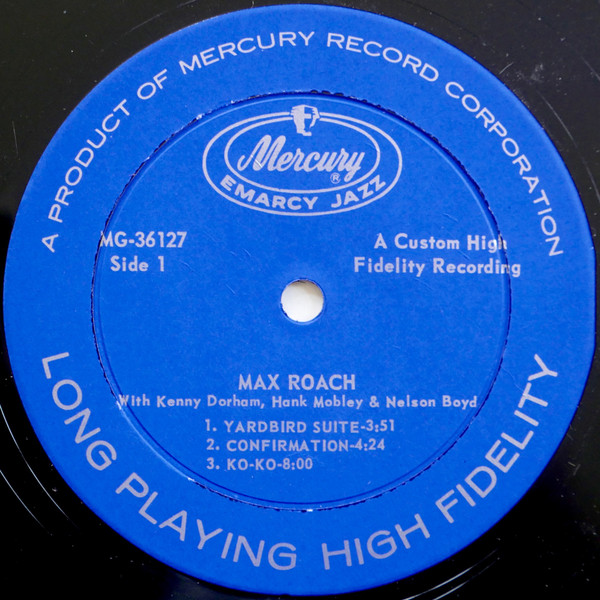 A PRODUCT OF MERCURY RECORD CORPORATION
Mercury®
EMARCY JAZZ
MG-36127
Side 1
A Custom High
Fidelity Recording
MAX ROACH
With Kenny Dorham, Hank Mobley & Nelson Boyd
1. YARDBIRD SUITE-3:51
2. CONFIRMATION-4:24
3. KO-KO-8:00
LONG PLAYING HIGH FIDELITY